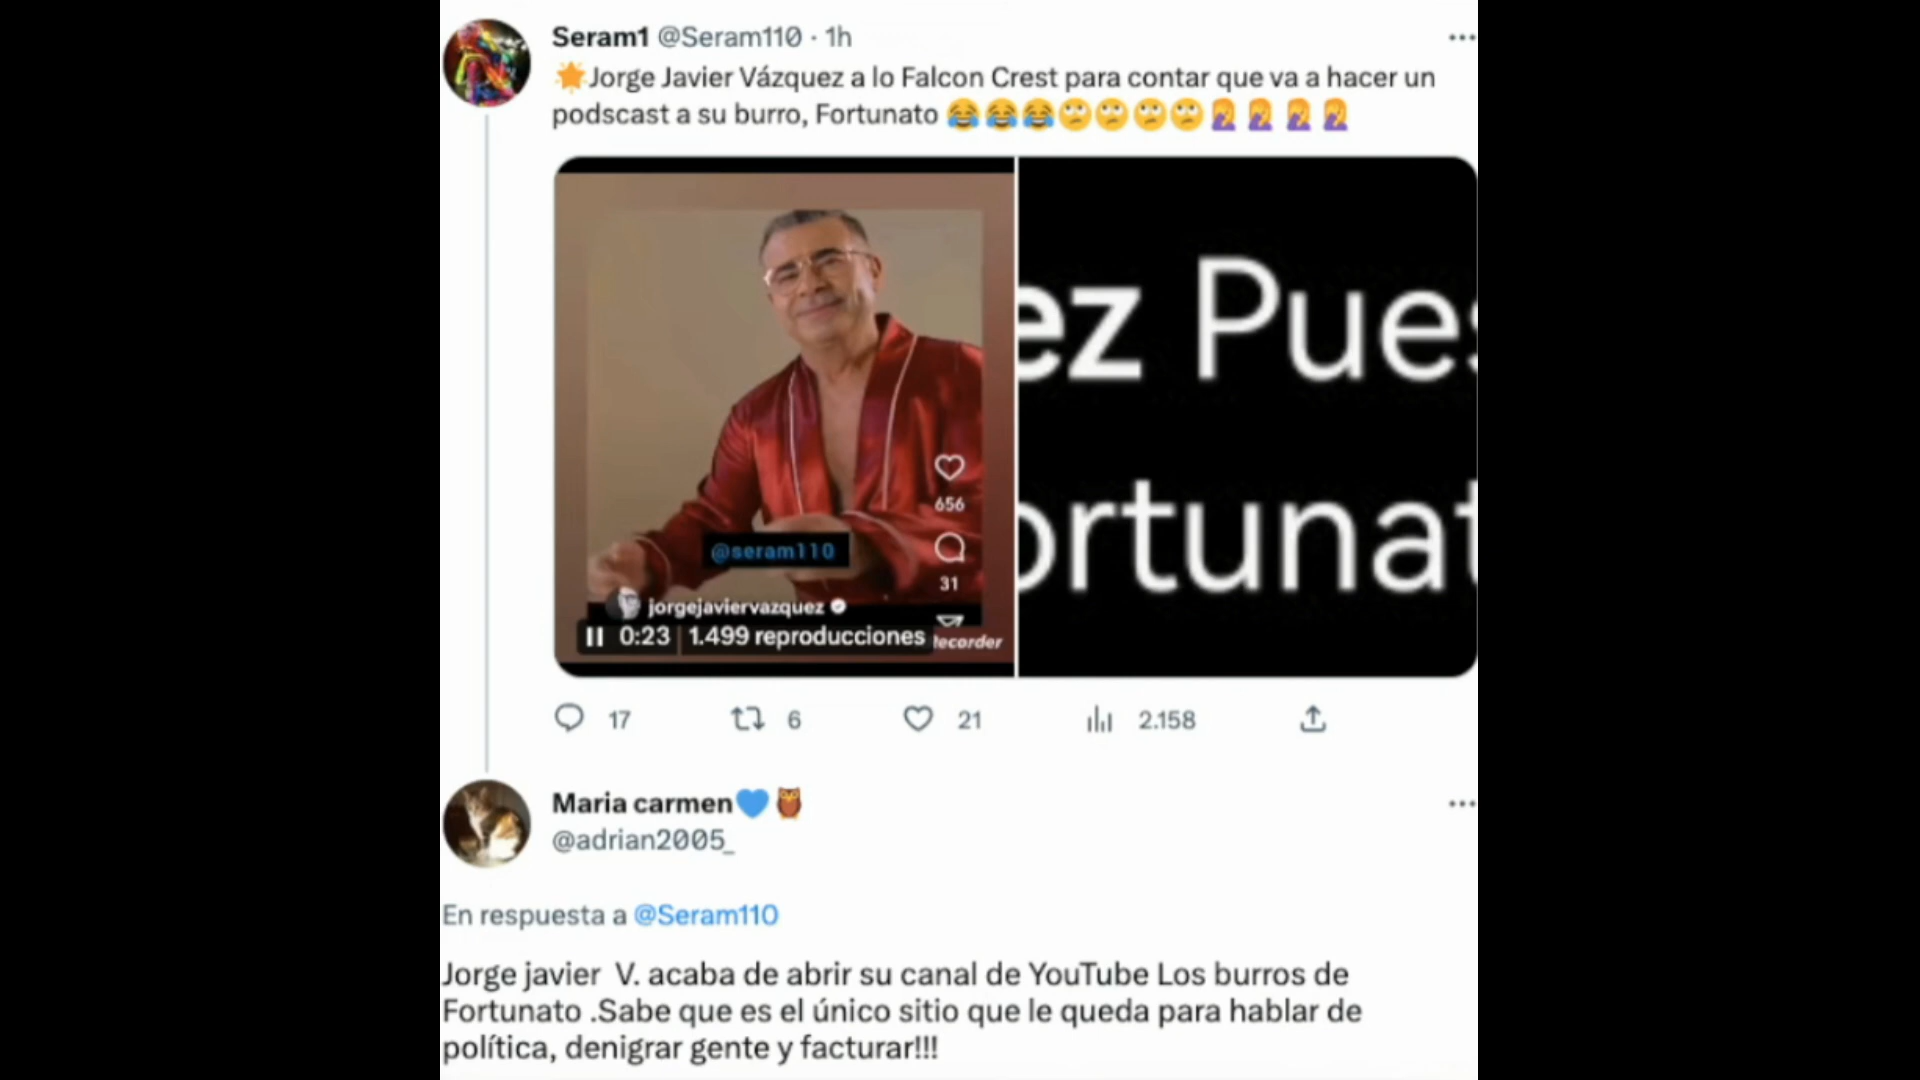 Seram1 @Seram110 · 1h
Jorge Javier Vázquez a lo Falcon Crest para contar que va a hacer un
podscast a su burro, Fortunato
ez Pues
ortunat
656
@seram110
31
jorgejaviervazquez
0:23 1.499 reproducciones
Recorder
17 6 21 2.158
Maria carmen
@adrian2005_
En respuesta a @Seram110
Jorge javier V. acaba de abrir su canal de YouTube Los burros de
Fortunato .Sabe que es el único sitio que le queda para hablar de
política, denigrar gente y facturar!!!